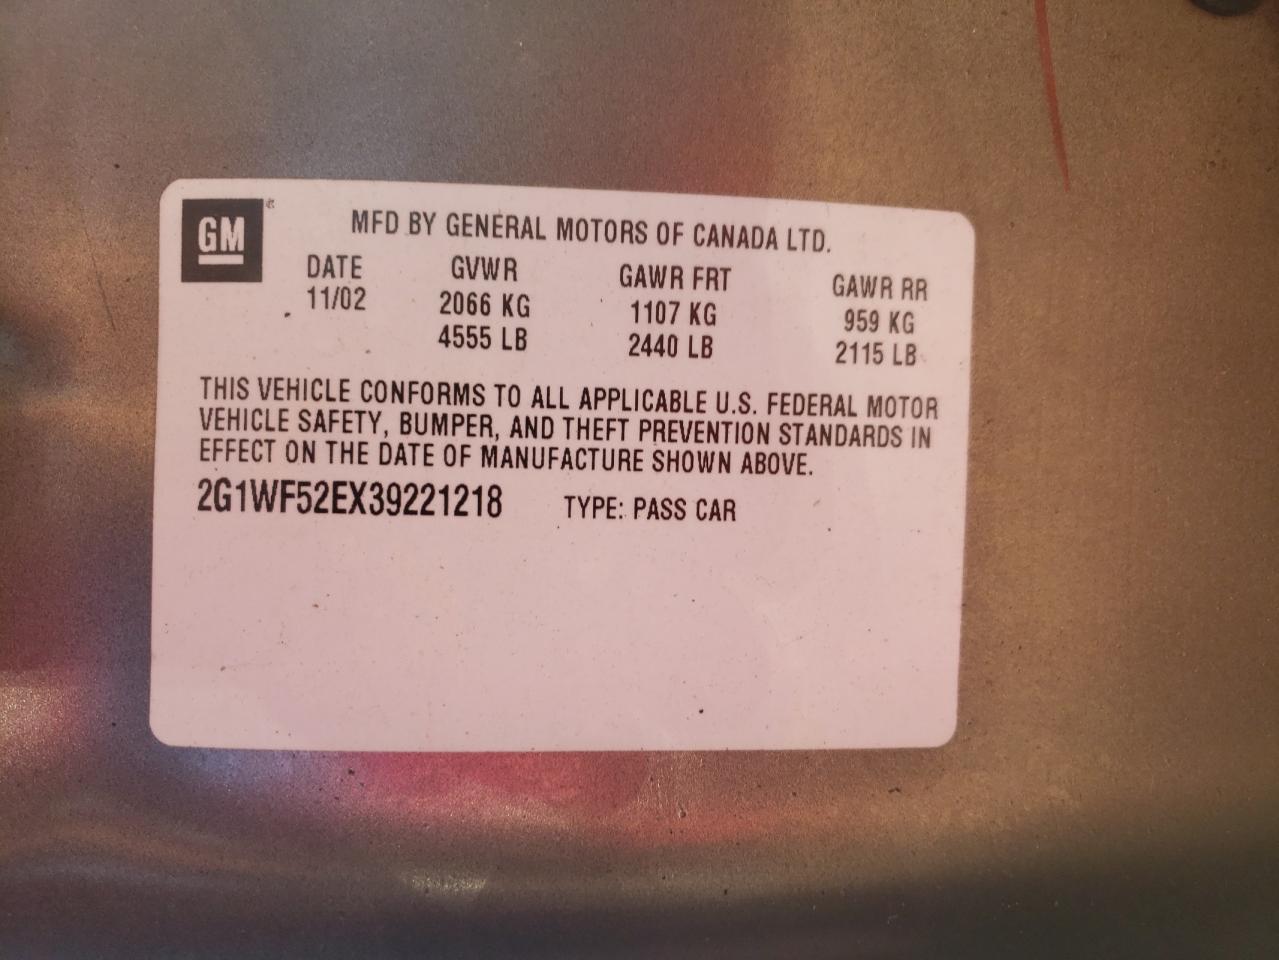 GM
MFD BY GENERAL MOTORS OF CANADA LTD.
DATE GVWR GAWR FRT GAWR RR
11/02 2066 KG 1107 KG 959 KG
4555 LB 2440 LB 2115 LB
THIS VEHICLE CONFORMS TO ALL APPLICABLE U.S. FEDERAL MOTOR
VEHICLE SAFETY, BUMPER, AND THEFT PREVENTION STANDARDS IN
EFFECT ON THE DATE OF MANUFACTURE SHOWN ABOVE.
2G1WF52EX39221218 TYPE: PASS CAR